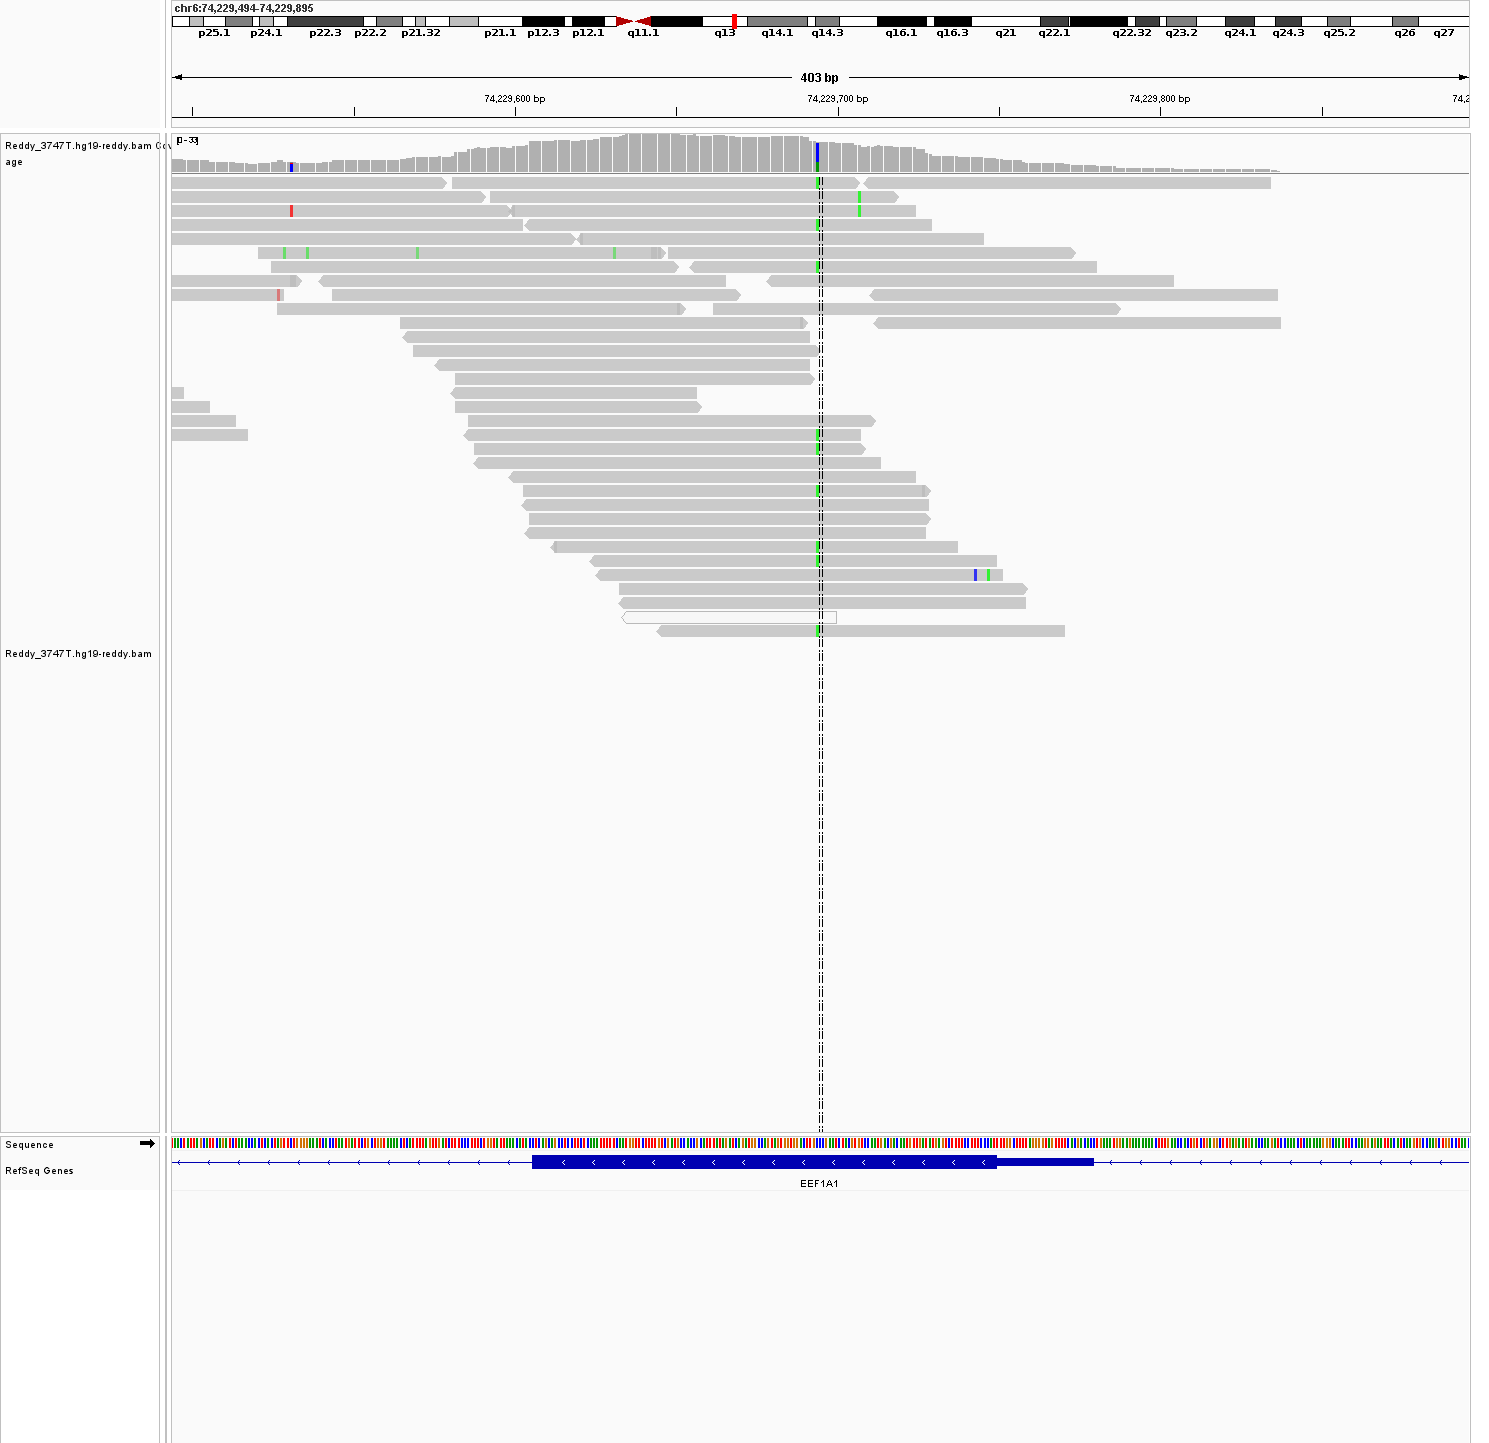 chr6:74,229,494-74,229,895
p25.1 p24.1 p22.3 p22.2 p21.32 p21.1 p12.3 p12.1 q11.1 q13 q14.1 q14.3 q16.1 q16.3 q21 q22.1 q22.32 q23.2 q24.1 q24.3 q25.2 q26 q27
403 bp
74,229,600 bp 74,229,700 bp 74,229,800 bp 74,2
Reddy_3747T.hg19-reddy.bam Cov
age
[0-33]
Reddy_3747T.hg19-reddy.bam
Sequence
RefSeq Genes
EEF1A1